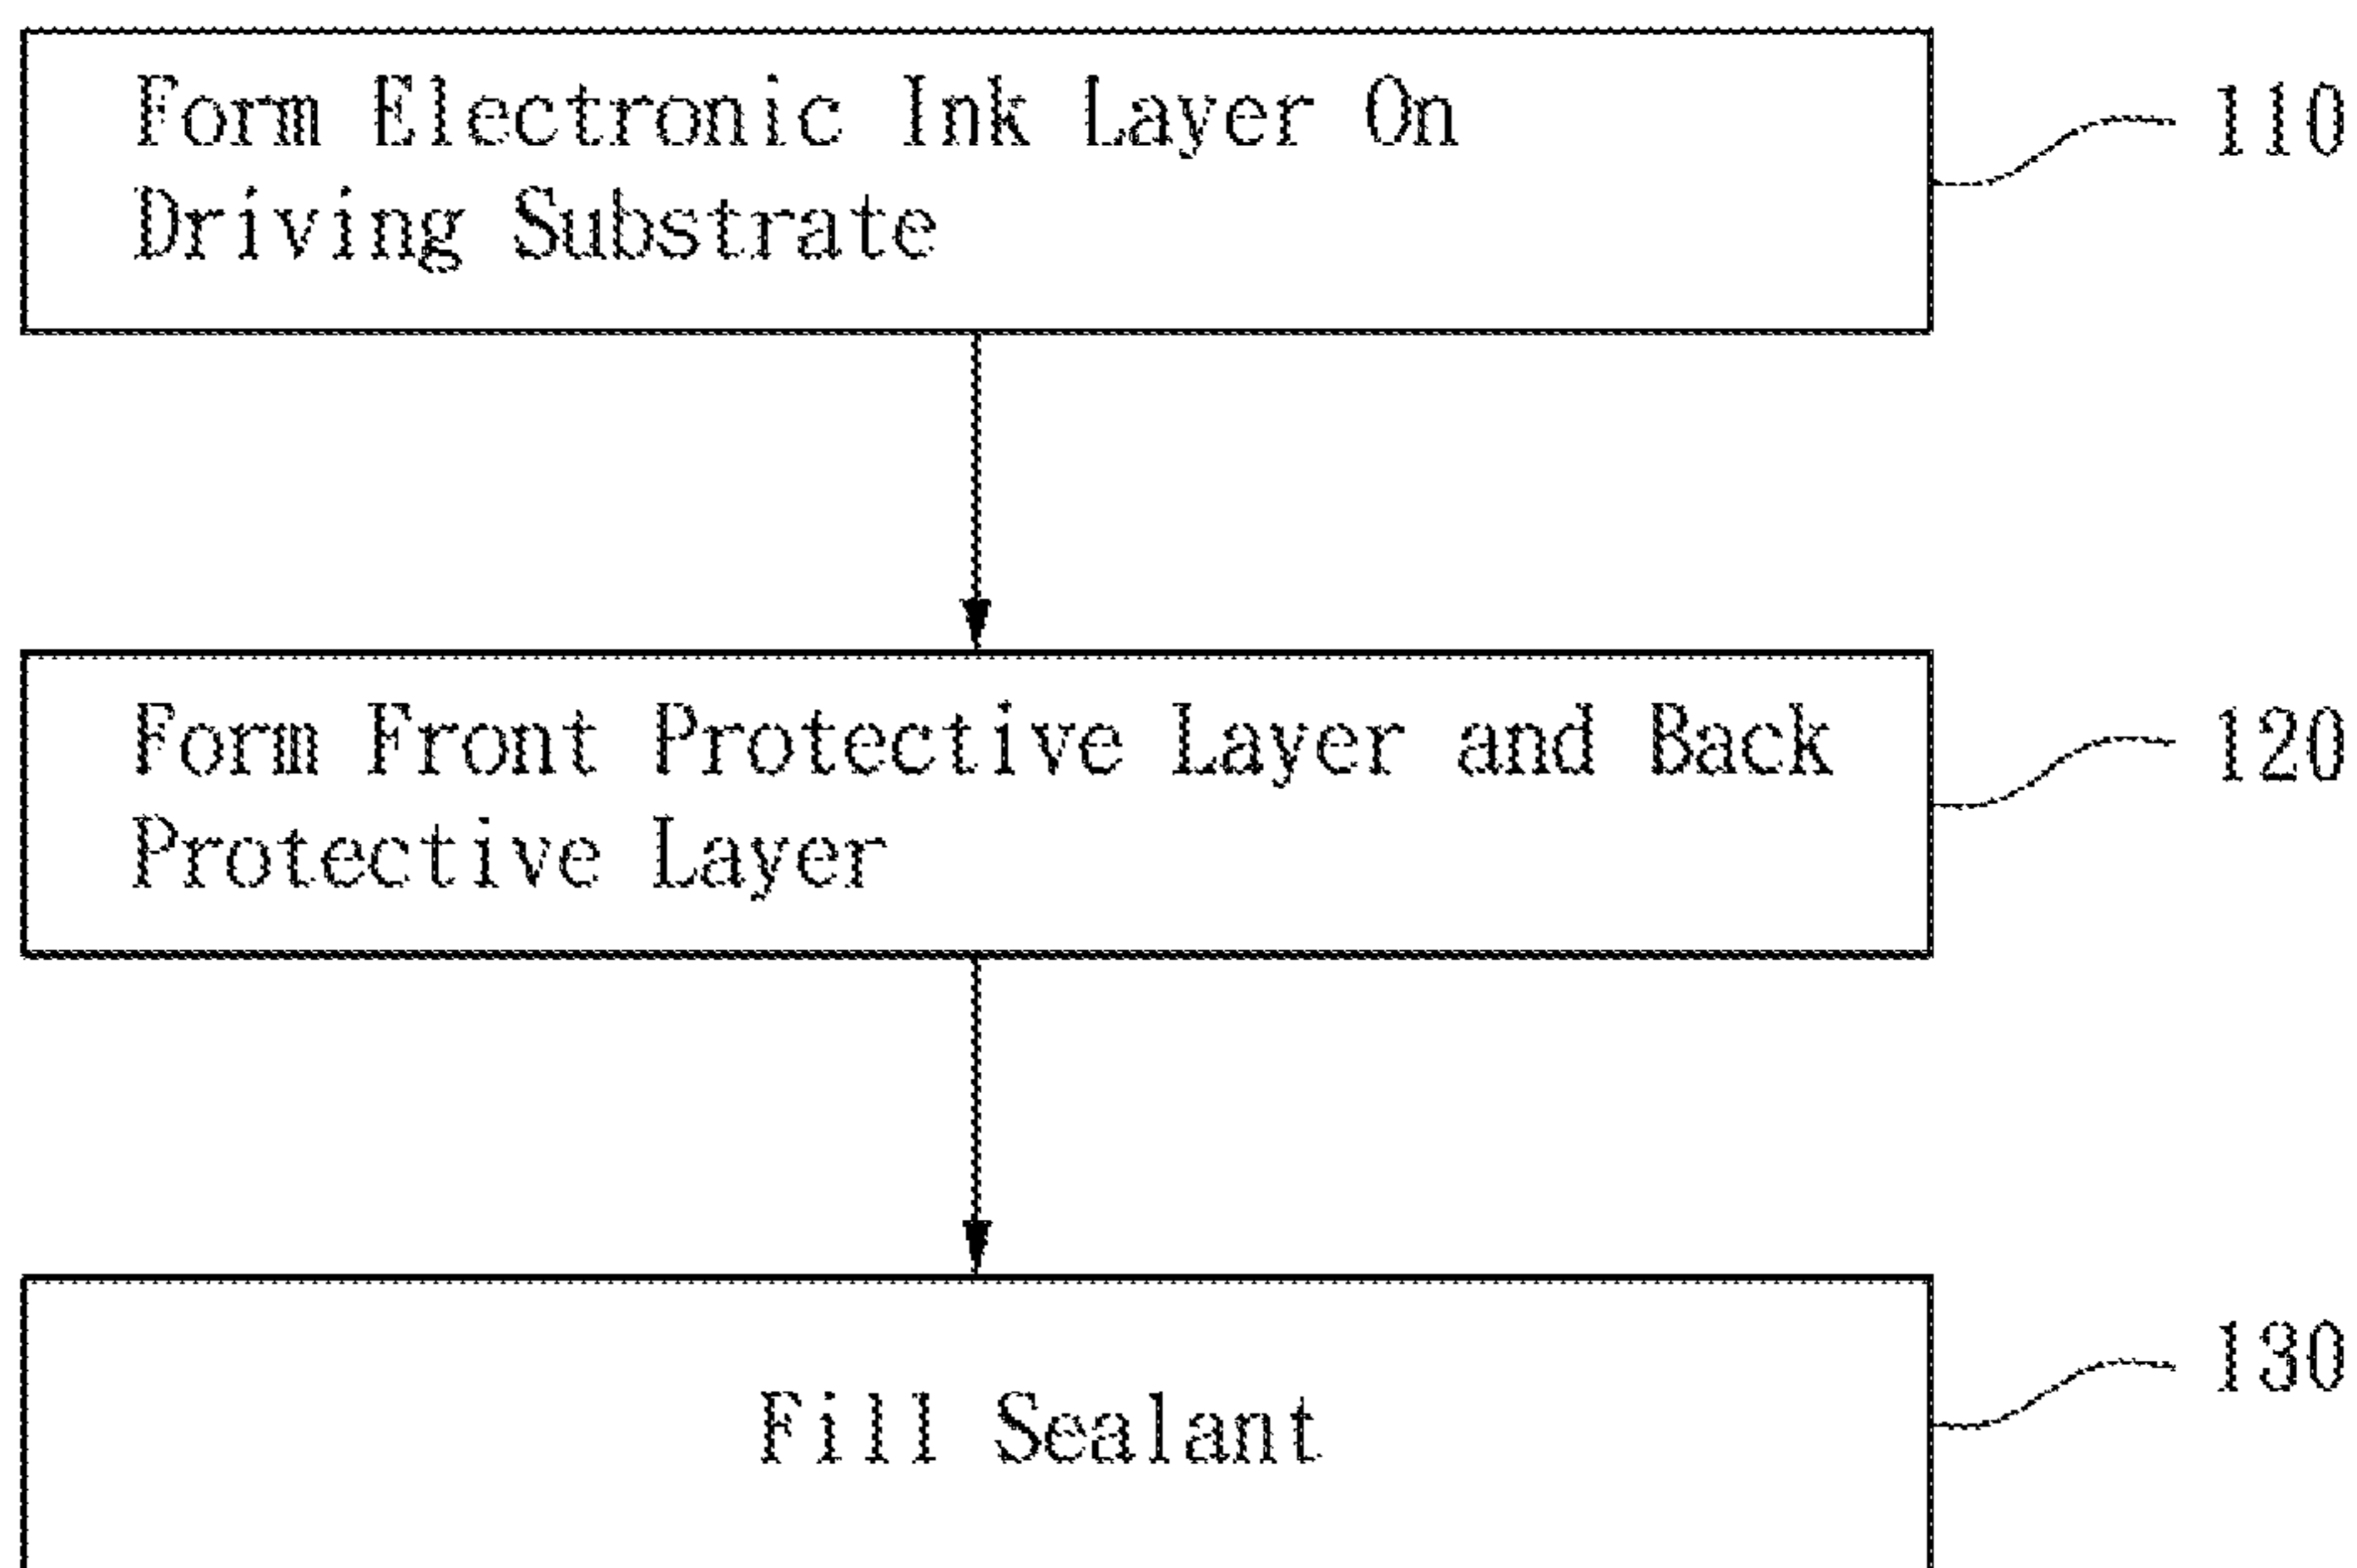 Form Electronic Ink Layer On
Driving Substrate
110
Form Front Protective Layer and Back
Protective Layer
120
Fill Sealant
130